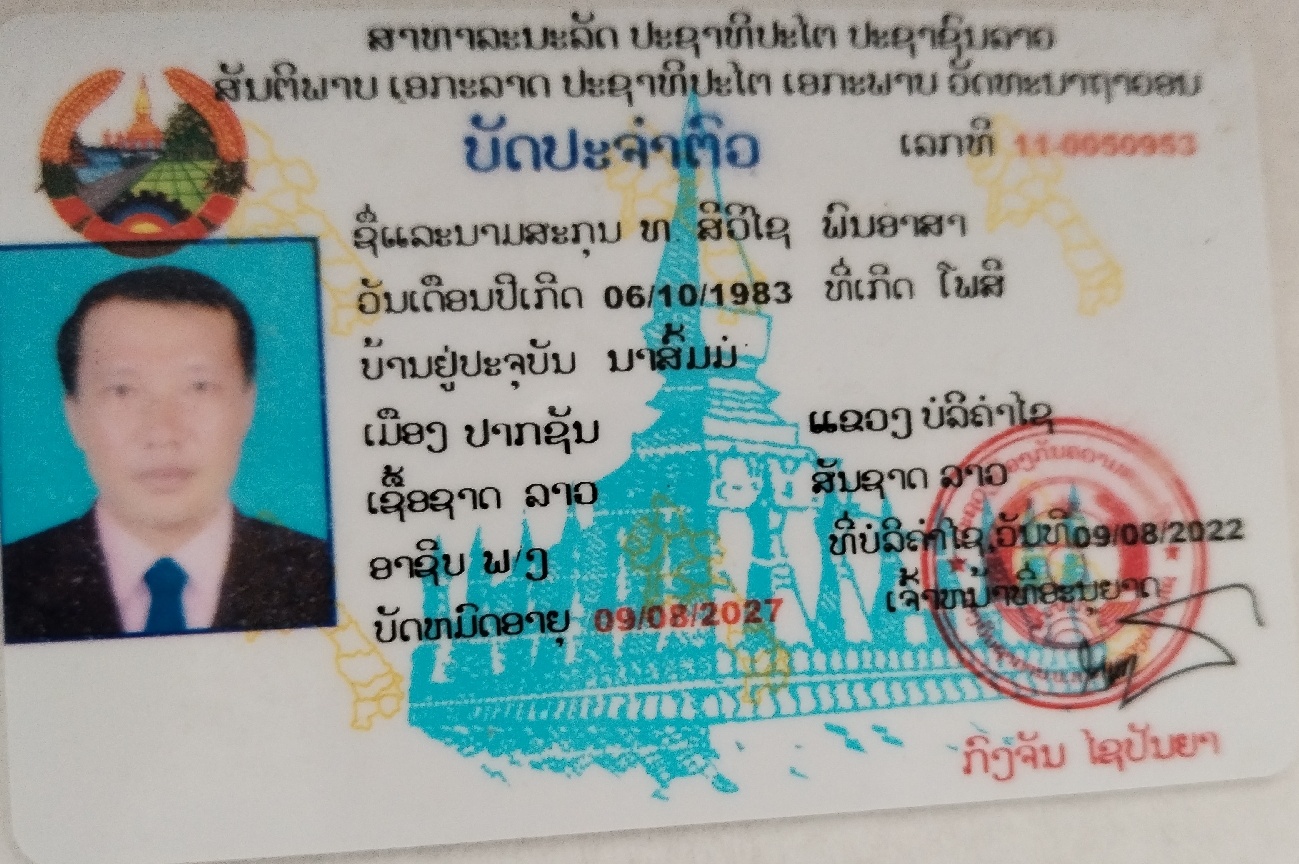 ສາທາລະນະລັດ ປະຊາທິປະໄຕ ປະຊາຊົນລາວ
ສັນຕິພາບ ເອກະລາດ ປະຊາທິປະໄຕ ເອກະພາບ ວັດທະນາຖາວອນ
ບັດປະຈຳຕົວ ເລກທີ 11-0050953
ຊື່ແລະນາມສະກຸນ ທ ສີວິໄຊ ພົນອາສາ
ວັນເດືອນປີເກີດ 06/10/1983 ທີ່ເກີດ ໂພສີ
ບ້ານຢູ່ປະຈຸບັນ ນາສົ້ມມໍ່
ເມືອງ ປາກຊັນ ແຂວງ ບໍລິຄຳໄຊ
ເຊື້ອຊາດ ລາວ ສັນຊາດ ລາວ
ອາຊີບ ພ/ງ ທີ່ບໍລິຄຳໄຊ,ວັນທີ09/08/2022
ບັດຫມົດອາຍຸ 09/08/2027 ເຈົ້າຫນ້າທີ່ອະນຸຍາດ
ກິ່ງຈັນ ໄຊປັນຍາ